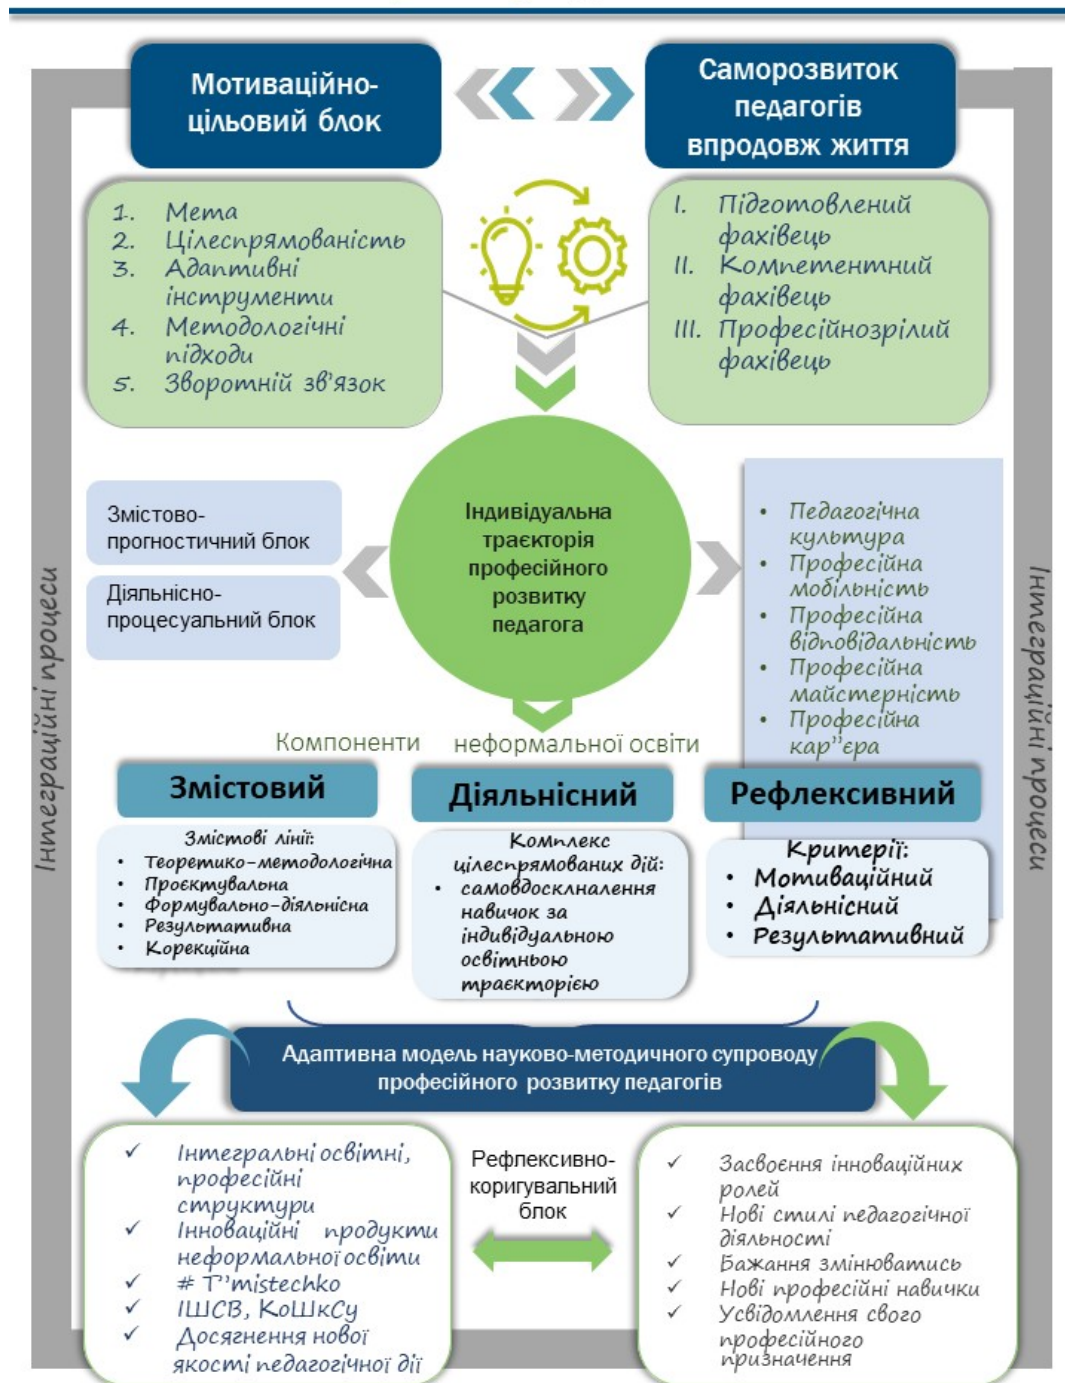 Мотиваційно-
цільовий блок
Саморозвиток
педагогів
впродовж життя
1. Мета
2. Цілеспрямованість
3. Адаптивні
інструменти
4. Методологічні
підходи
5. Зворотній зв'язок
I. Підготовлений
фахівець
II. Компетентний
фахівець
III. Професійнозрілий
фахівець
Інтеграційні процеси
Змістово-
прогностичний блок
Діяльнісно-
процесуальний блок
Індивідуальна
траєкторія
професійного
розвитку
педагога
• Педагогічна
культура
• Професійна
мобільність
• Професійна
відповідальність
• Професійна
майстерність
• Професійна
кар"єра
Інтеграційні процеси
Компоненти неформальної освіти
Змістовий
Змістові лінії:
• Теоретико-методологічна
• Проєктувальна
• Формувально-діяльнісна
• Результативна
• Корекційна
Діяльнісний
Комплекс
цілеспрямованих дій:
• самовдосклналення
навичок за
індивідуальною
освітньою
траєкторією
Рефлексивний
Критерії:
• Мотиваційний
• Діяльнісний
• Результативний
Адаптивна модель науково-методичного супроводу
професійного розвитку педагогів
✓ Інтегральні освітні,
професійні
структури
✓ Інноваційні продукти
неформальної освіти
✓ # T"mistechko
✓ ІШСВ, КоШкСу
✓ Досягнення нової
якості педагогічної дії
Рефлексивно-
коригувальний
блок
✓ Засвоєння інноваційних
ролей
✓ Нові стилі педагогічної
діяльності
✓ Бажання змінюватись
✓ Нові професійні навички
✓ Усвідомлення свого
професійного
призначення